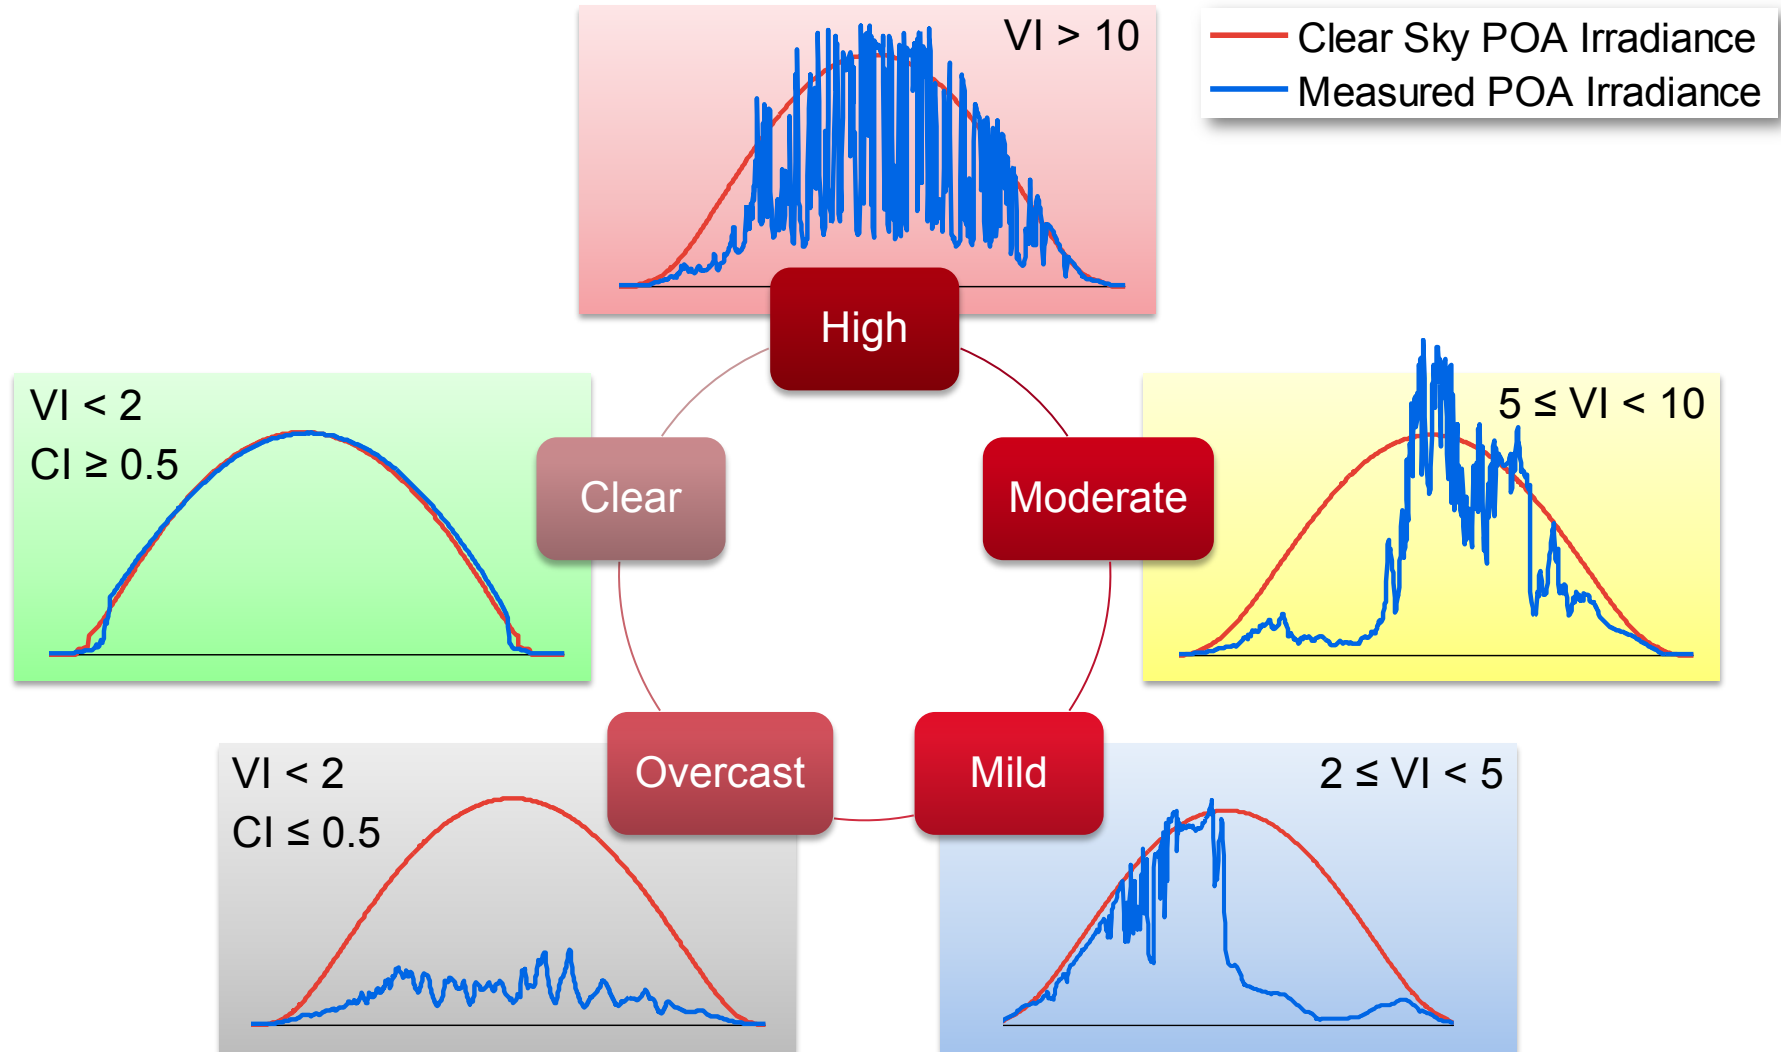 VI > 10
Clear Sky POA Irradiance
Measured POA Irradiance
High
VI < 2
CI ≥ 0.5
Clear
Moderate
5 ≤ VI < 10
VI < 2
CI ≤ 0.5
Overcast
Mild
2 ≤ VI < 5